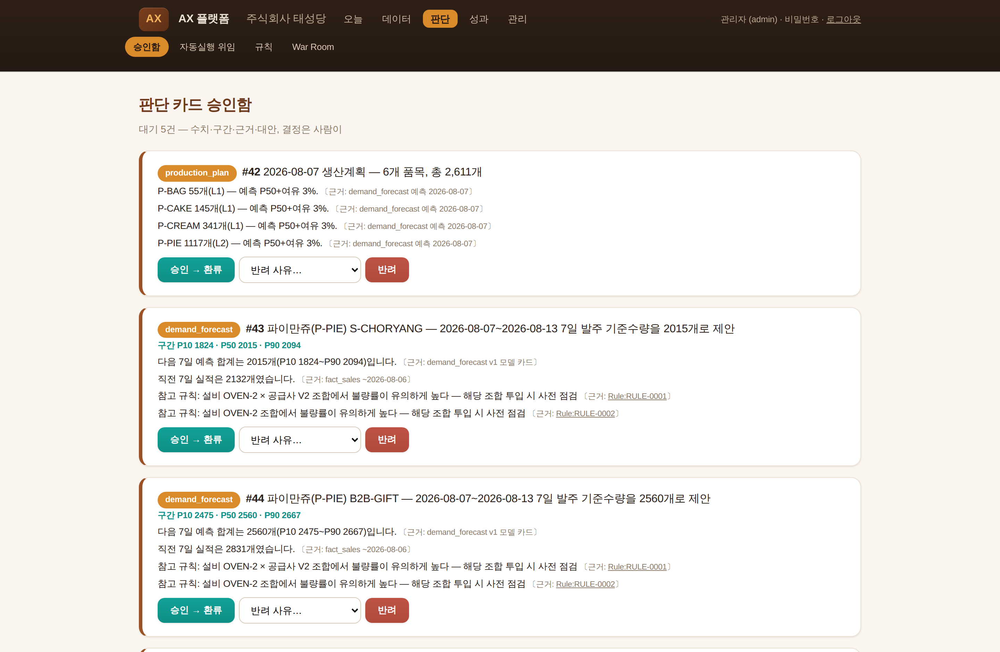 AX AX 플랫폼 주식회사 태성당 오늘 데이터 판단 성과 관리 관리자 (admin) · 비밀번호 · 로그아웃
승인함 자동실행 위임 규칙 War Room
판단 카드 승인함
대기 5건 — 수치·구간·근거·대안, 결정은 사람이
production_plan #42 2026-08-07 생산계획 — 6개 품목, 총 2,611개
P-BAG 55개(L1) — 예측 P50+여유 3%. 〔근거: demand_forecast 예측 2026-08-07〕
P-CAKE 145개(L1) — 예측 P50+여유 3%. 〔근거: demand_forecast 예측 2026-08-07〕
P-CREAM 341개(L1) — 예측 P50+여유 3%. 〔근거: demand_forecast 예측 2026-08-07〕
P-PIE 1117개(L2) — 예측 P50+여유 3%. 〔근거: demand_forecast 예측 2026-08-07〕
승인 → 환류 반려 사유… 반려
demand_forecast #43 파이만쥬(P-PIE) S-CHORYANG — 2026-08-07~2026-08-13 7일 발주 기준수량을 2015개로 제안
구간 P10 1824 · P50 2015 · P90 2094
다음 7일 예측 합계는 2015개(P10 1824~P90 2094)입니다. 〔근거: demand_forecast v1 모델 카드〕
직전 7일 실적은 2132개였습니다. 〔근거: fact_sales ~2026-08-06〕
참고 규칙: 설비 OVEN-2 × 공급사 V2 조합에서 불량률이 유의하게 높다 — 해당 조합 투입 시 사전 점검 〔근거: Rule:RULE-0001〕
참고 규칙: 설비 OVEN-2 조합에서 불량률이 유의하게 높다 — 해당 조합 투입 시 사전 점검 〔근거: Rule:RULE-0002〕
승인 → 환류 반려 사유… 반려
demand_forecast #44 파이만쥬(P-PIE) B2B-GIFT — 2026-08-07~2026-08-13 7일 발주 기준수량을 2560개로 제안
구간 P10 2475 · P50 2560 · P90 2667
다음 7일 예측 합계는 2560개(P10 2475~P90 2667)입니다. 〔근거: demand_forecast v1 모델 카드〕
직전 7일 실적은 2831개였습니다. 〔근거: fact_sales ~2026-08-06〕
참고 규칙: 설비 OVEN-2 × 공급사 V2 조합에서 불량률이 유의하게 높다 — 해당 조합 투입 시 사전 점검 〔근거: Rule:RULE-0001〕
참고 규칙: 설비 OVEN-2 조합에서 불량률이 유의하게 높다 — 해당 조합 투입 시 사전 점검 〔근거: Rule:RULE-0002〕
승인 → 환류 반려 사유… 반려